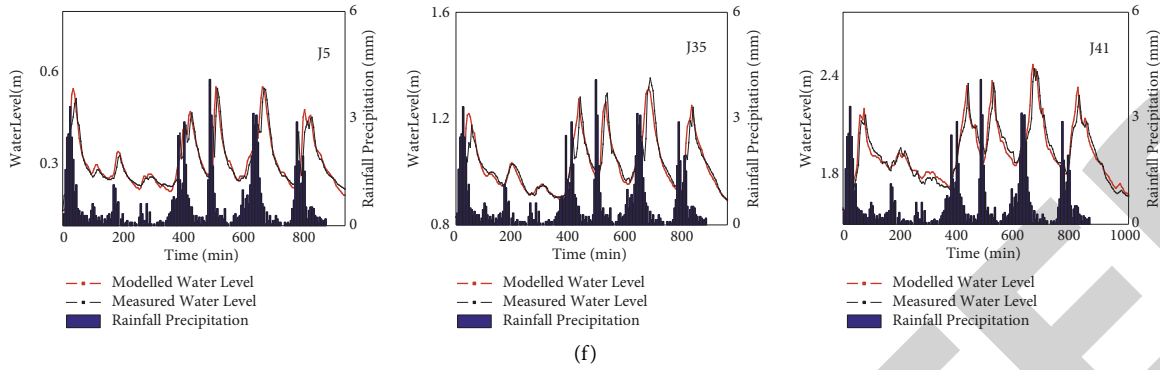 J5
WaterLevel(m)
0.6
0.3
6
3
0
Rainfall Precipitation (mm)
0 200 400 600 800
Time (min)
Modelled Water Level
Measured Water Level
Rainfall Precipitation
J35
WaterLevel(m)
1.6
1.2
0.8
6
3
0
Rainfall Precipitation (mm)
0 200 400 600 800
Time (min)
Modelled Water Level
Measured Water Level
Rainfall Precipitation
J41
WaterLevel(m)
2.4
1.8
6
3
0
Rainfall Precipitation (mm)
0 200 400 600 800 1000
Time (min)
Modelled Water Level
Measured Water Level
Rainfall Precipitation
(f)